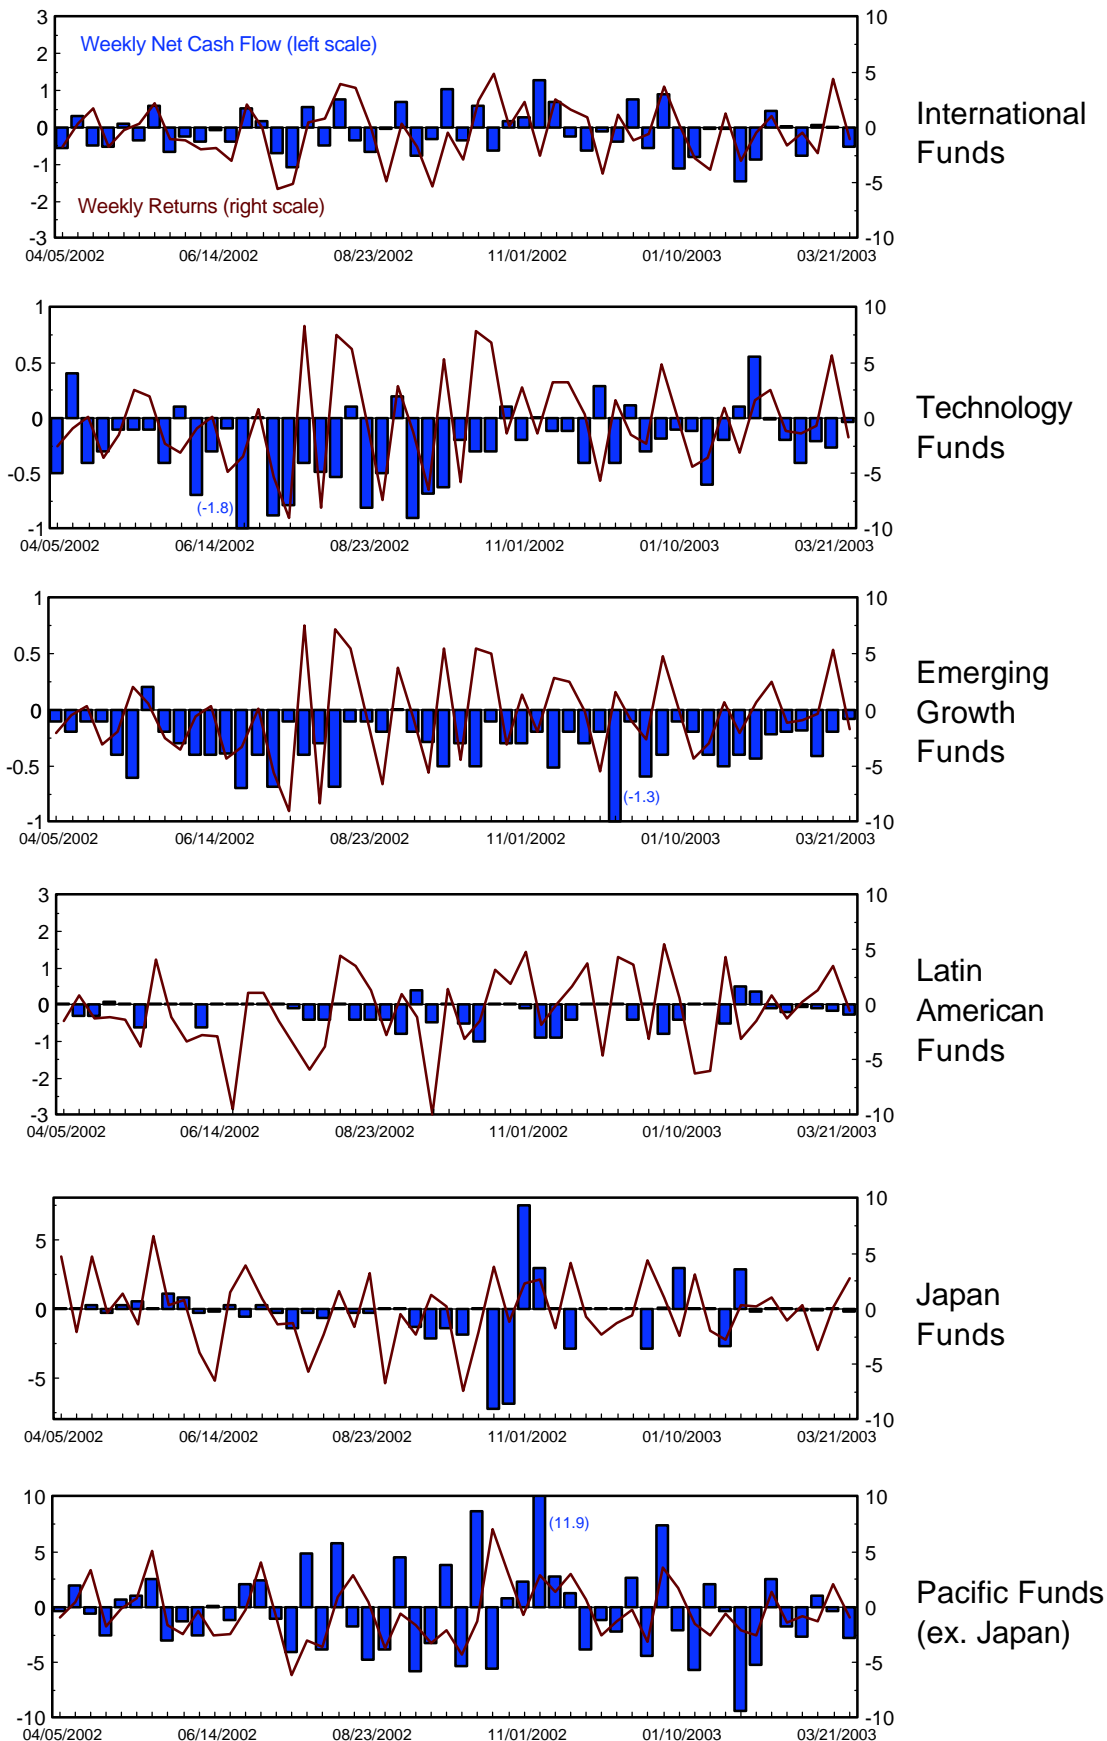 3
2
1
0
-1
-2
-3
Weekly Net Cash Flow (left scale)
Weekly Returns (right scale)
10
5
0
-5
-10
04/05/2002 06/14/2002 08/23/2002 11/01/2002 01/10/2003 03/21/2003
International
Funds
1
0.5
0
-0.5
-1
(-1.8)
10
5
0
-5
-10
04/05/2002 06/14/2002 08/23/2002 11/01/2002 01/10/2003 03/21/2003
Technology
Funds
1
0.5
0
-0.5
-1
(-1.3)
10
5
0
-5
-10
04/05/2002 06/14/2002 08/23/2002 11/01/2002 01/10/2003 03/21/2003
Emerging
Growth
Funds
3
2
1
0
-1
-2
-3
10
5
0
-5
-10
04/05/2002 06/14/2002 08/23/2002 11/01/2002 01/10/2003 03/21/2003
Latin
American
Funds
5
0
-5
10
5
0
-5
-10
04/05/2002 06/14/2002 08/23/2002 11/01/2002 01/10/2003 03/21/2003
Japan
Funds
10
5
0
-5
-10
(11.9)
10
5
0
-5
-10
04/05/2002 06/14/2002 08/23/2002 11/01/2002 01/10/2003 03/21/2003
Pacific Funds
(ex. Japan)